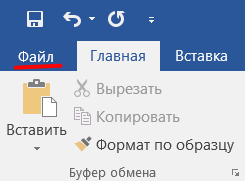 Файл Главная Вставка
Вырезать
Копировать
Вставить
Формат по образцу
Буфер обмена